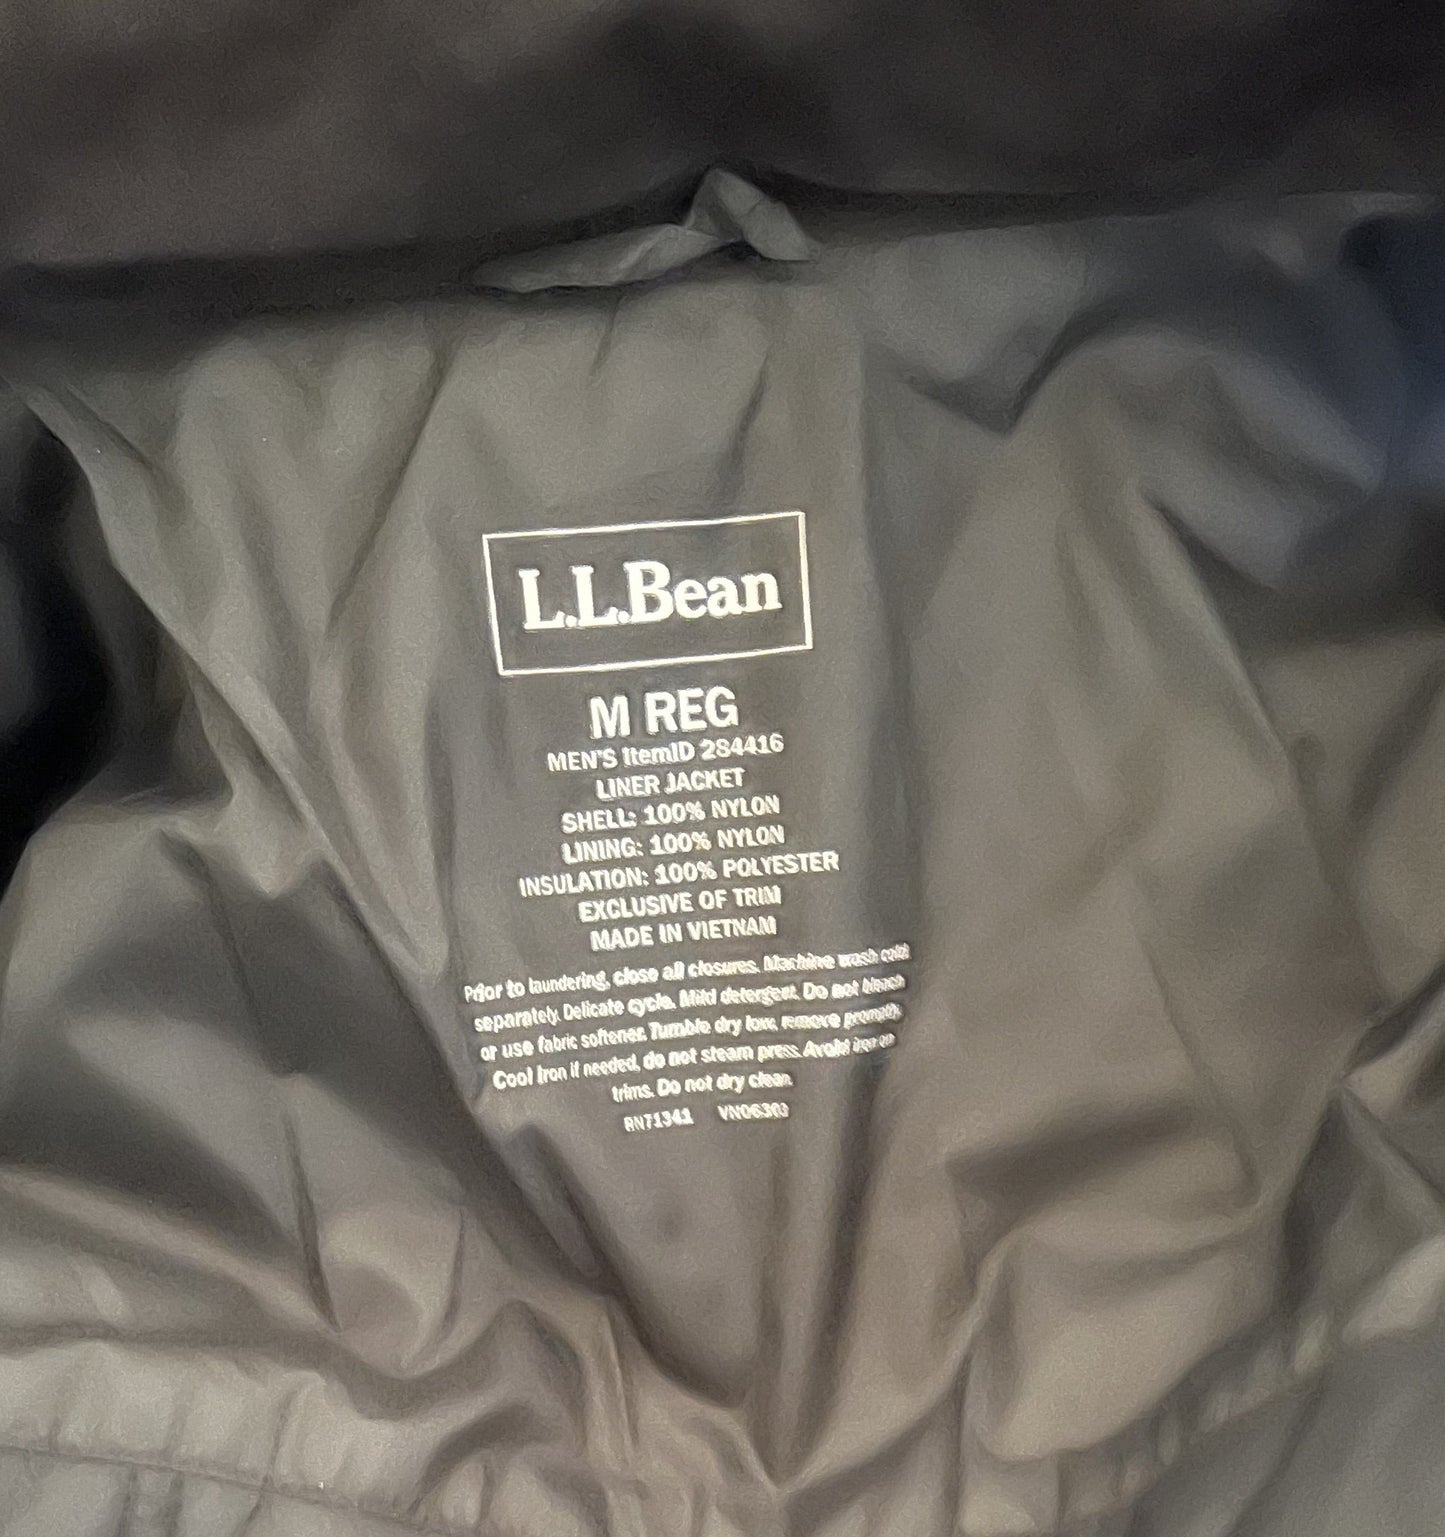 L.L.Bean
M REG
MEN'S ItemID 284416
LINER JACKET
SHELL: 100% NYLON
LINING: 100% NYLON
INSULATION: 100% POLYESTER
EXCLUSIVE OF TRIM
MADE IN VIETNAM
Prior to laundering, close all closures. Machine wash cold
separately. Delicate cycle. Mild detergent. Do not bleach
or use fabric softener. Tumble dry low, remove promptly.
Cool iron if needed, do not steam press. Avoid iron on
trims. Do not dry clean.
RN71341